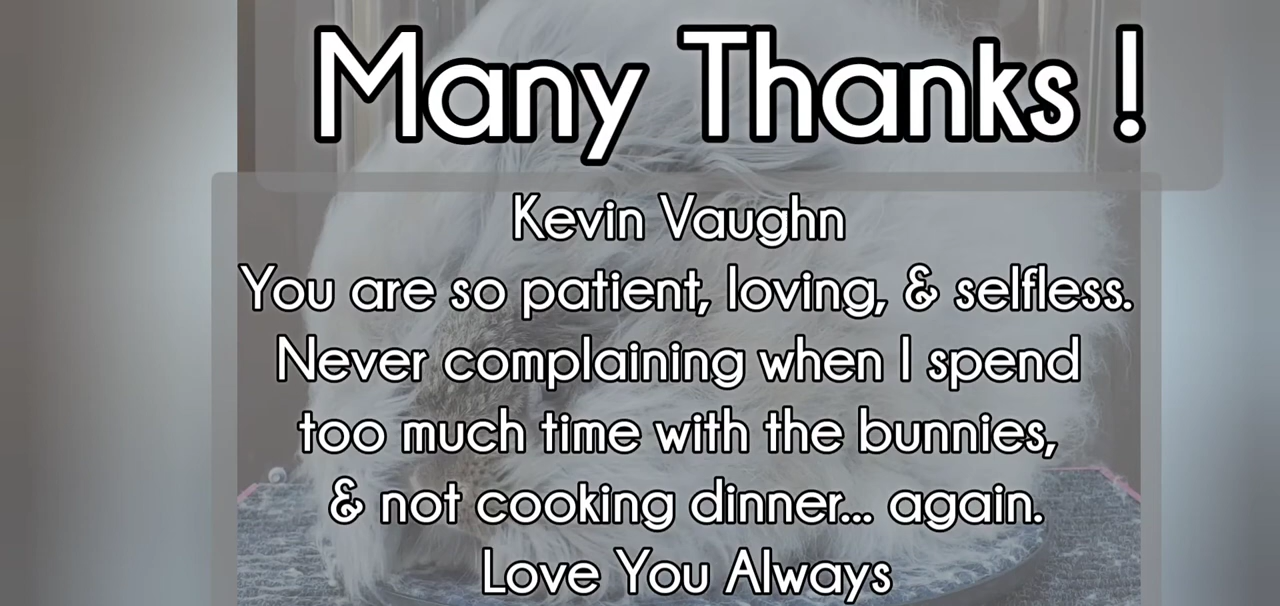 Many Thanks !
Kevin Vaughn
You are so patient, loving, & selfless.
Never complaining when I spend
too much time with the bunnies,
& not cooking dinner... again.
Love You Always